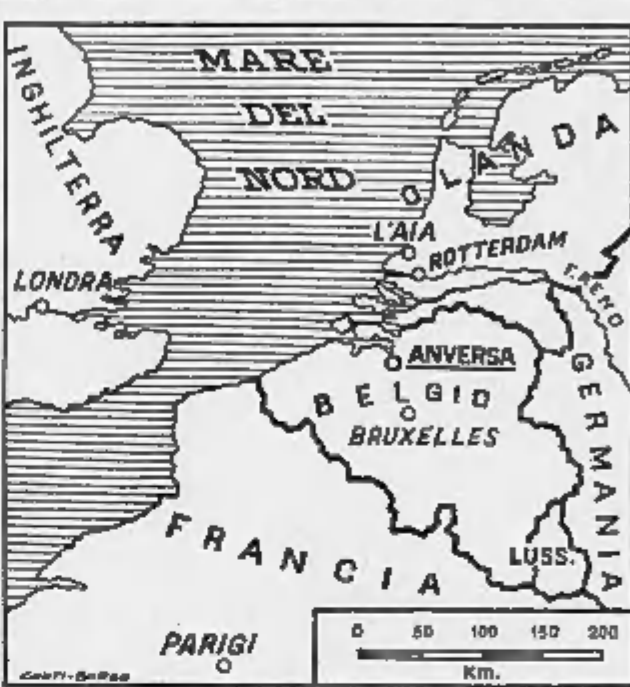 MARE
DEL
NORD
INGHILTERRA
OLANDA
L'AIA
ROTTERDAM
LONDRA
F. RENO
ANVERSA
BELGIO
BRUXELLES
GERMANIA
FRANCIA
LUSS.
PARIGI
0 50 100 150 200
Km.